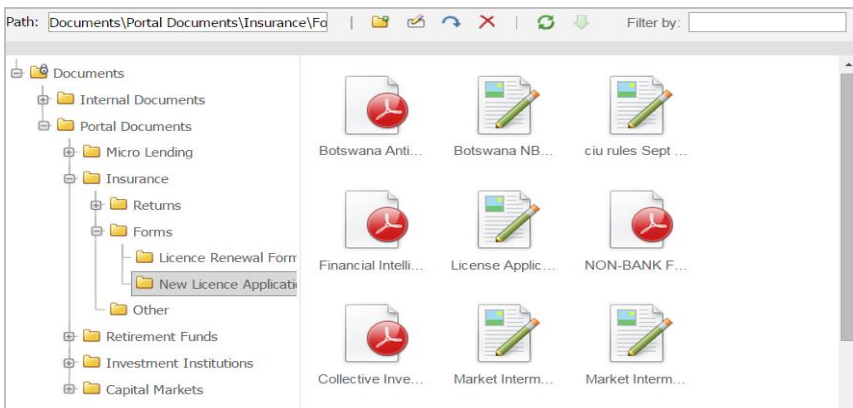 Path: Documents\Portal Documents\Insurance\Fo Filter by:
Documents
Internal Documents
Portal Documents
Micro Lending
Insurance
Returns
Forms
Licence Renewal Form
New Licence Applicati
Other
Retirement Funds
Investment Institutions
Capital Markets
Botswana Anti... Botswana NB... ciu rules Sept ...
Financial Intelli... License Applic... NON-BANK F...
Collective Inve... Market Interm... Market Interm...